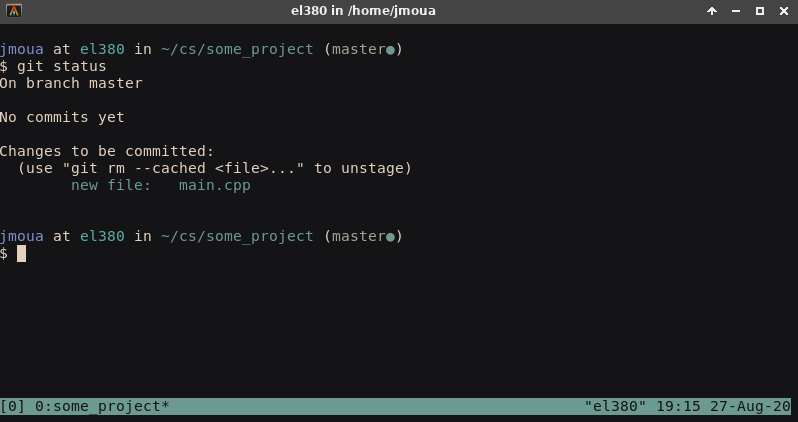 el380 in /home/jmoua
jmoua at el380 in ~/cs/some_project (master●)
$ git status
On branch master
No commits yet
Changes to be committed:
  (use "git rm --cached <file>..." to unstage)
        new file:   main.cpp
jmoua at el380 in ~/cs/some_project (master●)
$
[0] 0:some_project* "el380" 19:15 27-Aug-20